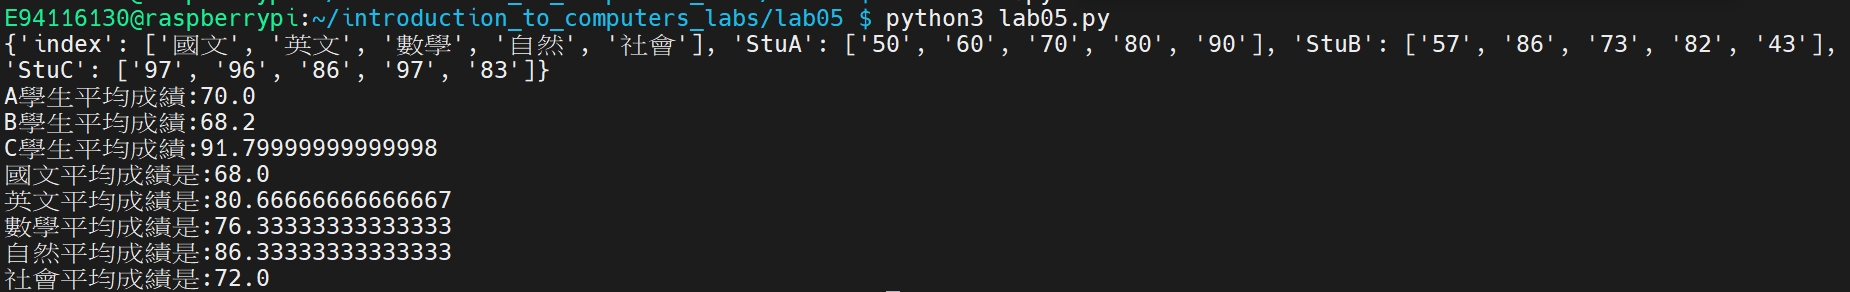 E94116130@raspberrypi:~/introduction_to_computers_labs/lab05 $ python3 lab05.py
{'index': ['國文', '英文', '數學', '自然', '社會'], 'StuA': ['50', '60', '70', '80', '90'], 'StuB': ['57', '86', '73', '82', '43'],
'StuC': ['97', '96', '86', '97', '83']}
A學生平均成績:70.0
B學生平均成績:68.2
C學生平均成績:91.79999999999998
國文平均成績是:68.0
英文平均成績是:80.66666666666667
數學平均成績是:76.33333333333333
自然平均成績是:86.33333333333333
社會平均成績是:72.0